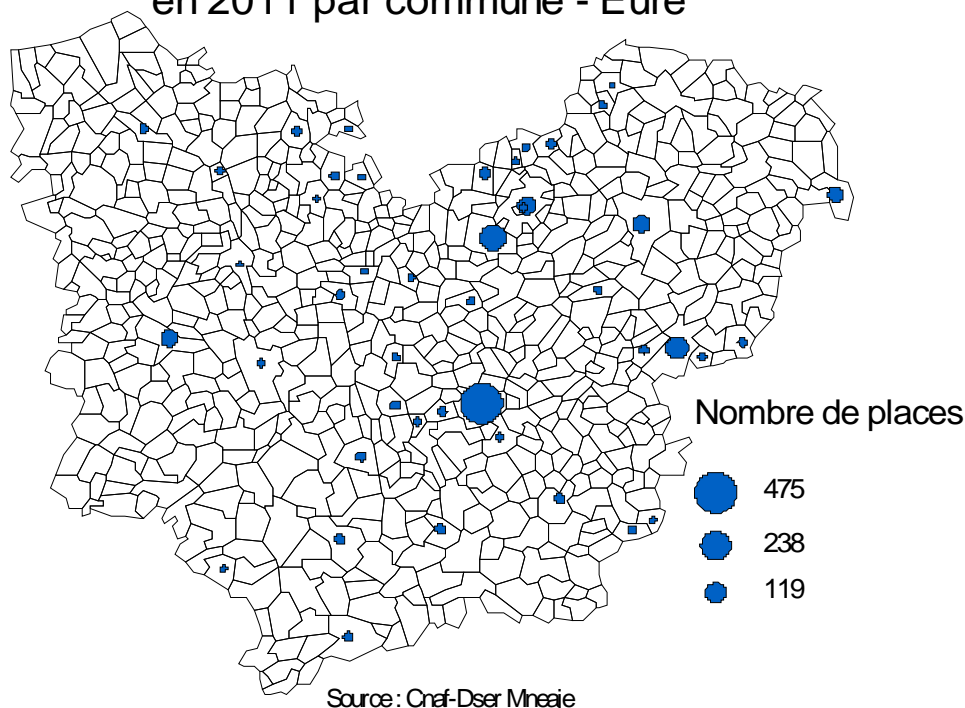 en 2011 par commune - Eure
Nombre de places
475
238
119
Source : Cnaf-Dser Mneaje